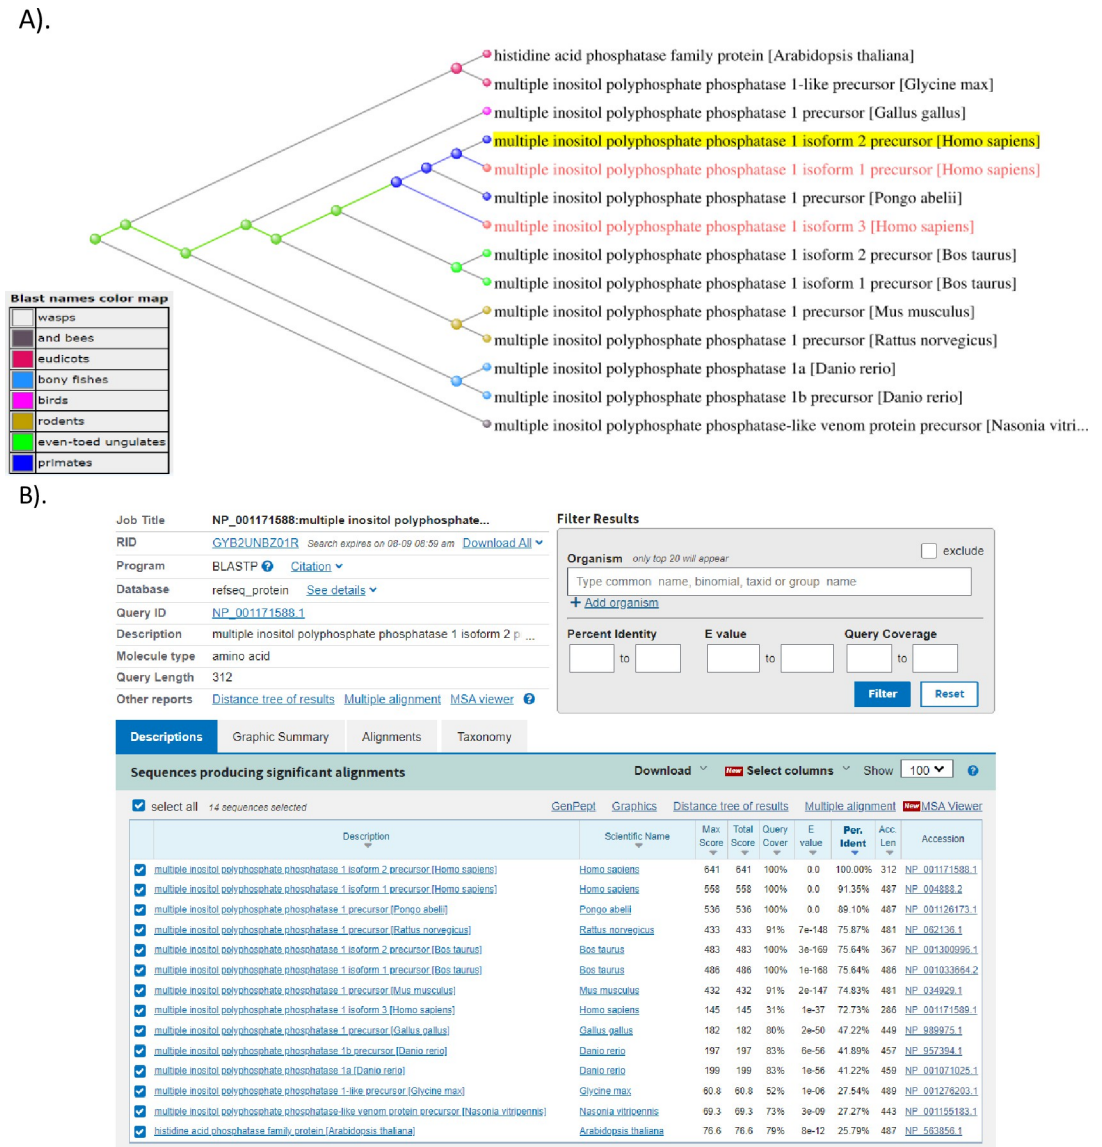 A).
histidine acid phosphatase family protein [Arabidopsis thaliana]
multiple inositol polyphosphate phosphatase 1-like precursor [Glycine max]
multiple inositol polyphosphate phosphatase 1 precursor [Gallus gallus]
multiple inositol polyphosphate phosphatase 1 isoform 2 precursor [Homo sapiens]
multiple inositol polyphosphate phosphatase 1 isoform 1 precursor [Homo sapiens]
multiple inositol polyphosphate phosphatase 1 precursor [Pongo abelii]
multiple inositol polyphosphate phosphatase 1 isoform 3 [Homo sapiens]
multiple inositol polyphosphate phosphatase 1 isoform 2 precursor [Bos taurus]
multiple inositol polyphosphate phosphatase 1 isoform 1 precursor [Bos taurus]
multiple inositol polyphosphate phosphatase 1 precursor [Mus musculus]
multiple inositol polyphosphate phosphatase 1 precursor [Rattus norvegicus]
multiple inositol polyphosphate phosphatase 1a [Danio rerio]
multiple inositol polyphosphate phosphatase 1b precursor [Danio rerio]
multiple inositol polyphosphate phosphatase-like venom protein precursor [Nasonia vitri...
Blast names color map
wasps
and bees
eudicots
bony fishes
birds
rodents
even-toed ungulates
primates
B).
Job Title NP_001171588:multiple inositol polyphosphate...
RID GYB2UNBZ01R Search expires on 08-09 08:59 am Download All
Program BLASTP ? Citation
Database refseq_protein See details
Query ID NP_001171588.1
Description multiple inositol polyphosphate phosphatase 1 isoform 2 p ...
Molecule type amino acid
Query Length 312
Other reports Distance tree of results Multiple alignment MSA viewer ?
Filter Results
Organism only top 20 will appear exclude
Type common name, binomial, taxid or group name
+ Add organism
Percent Identity E value Query Coverage
to to to
Filter Reset
Descriptions Graphic Summary Alignments Taxonomy
Sequences producing significant alignments Download New Select columns Show 100 ?
select all 14 sequences selected GenPept Graphics Distance tree of results Multiple alignment New MSA Viewer
Description Scientific Name Max Score Total Score Query Cover E value Per. Ident Acc. Len Accession
multiple inositol polyphosphate phosphatase 1 isoform 2 precursor [Homo sapiens] Homo sapiens 641 641 100% 0.0 100.00% 312 NP_001171588.1
multiple inositol polyphosphate phosphatase 1 isoform 1 precursor [Homo sapiens] Homo sapiens 558 558 100% 0.0 91.35% 487 NP_004888.2
multiple inositol polyphosphate phosphatase 1 precursor [Pongo abelii] Pongo abelii 536 536 100% 0.0 89.10% 487 NP_001126173.1
multiple inositol polyphosphate phosphatase 1 precursor [Rattus norvegicus] Rattus norvegicus 433 433 91% 7e-148 75.87% 481 NP_062136.1
multiple inositol polyphosphate phosphatase 1 isoform 2 precursor [Bos taurus] Bos taurus 483 483 100% 3e-169 75.64% 367 NP_001300996.1
multiple inositol polyphosphate phosphatase 1 isoform 1 precursor [Bos taurus] Bos taurus 486 486 100% 1e-168 75.64% 486 NP_001033664.2
multiple inositol polyphosphate phosphatase 1 precursor [Mus musculus] Mus musculus 432 432 91% 2e-147 74.83% 481 NP_034929.1
multiple inositol polyphosphate phosphatase 1 isoform 3 [Homo sapiens] Homo sapiens 145 145 31% 1e-37 72.73% 286 NP_001171589.1
multiple inositol polyphosphate phosphatase 1 precursor [Gallus gallus] Gallus gallus 182 182 80% 2e-50 47.22% 449 NP_989975.1
multiple inositol polyphosphate phosphatase 1b precursor [Danio rerio] Danio rerio 197 197 83% 6e-56 41.89% 457 NP_957394.1
multiple inositol polyphosphate phosphatase 1a [Danio rerio] Danio rerio 199 199 83% 1e-56 41.22% 459 NP_001071025.1
multiple inositol polyphosphate phosphatase 1-like precursor [Glycine max] Glycine max 60.8 60.8 52% 1e-06 27.54% 489 NP_001276203.1
multiple inositol polyphosphate phosphatase-like venom protein precursor [Nasonia vitripennis] Nasonia vitripennis 69.3 69.3 73% 3e-09 27.27% 443 NP_001155183.1
histidine acid phosphatase family protein [Arabidopsis thaliana] Arabidopsis thaliana 76.6 76.6 79% 8e-12 25.79% 487 NP_563856.1